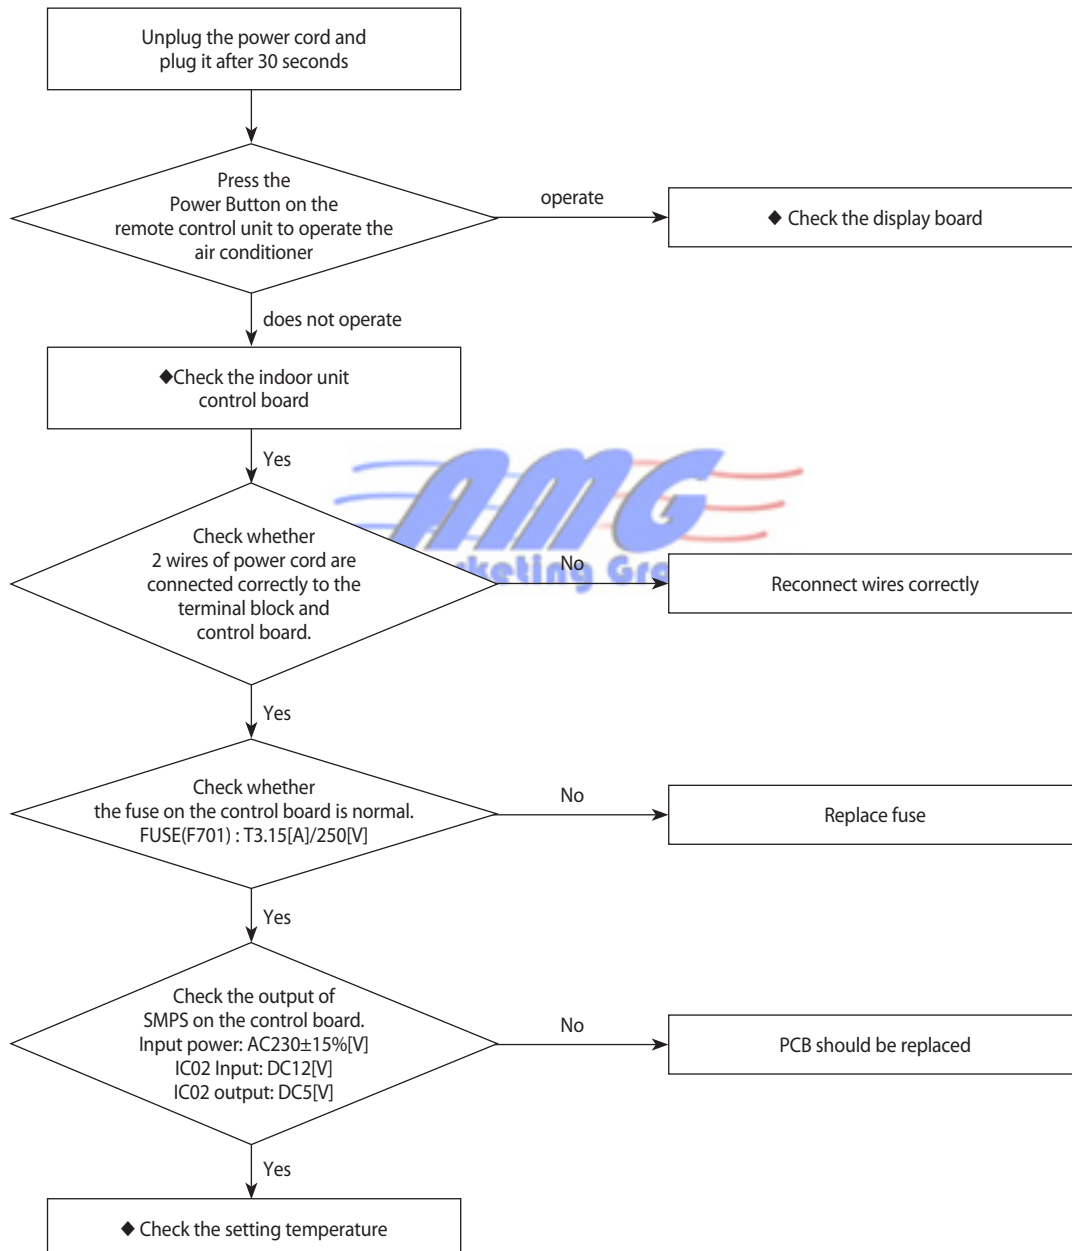 Unplug the power cord and
plug it after 30 seconds
Press the
Power Button on the
remote control unit to operate the
air conditioner
operate
◆ Check the display board
does not operate
◆Check the indoor unit
control board
Yes
AMG
Check whether
2 wires of power cord are
connected correctly to the
terminal block and
control board.
No
Reconnect wires correctly
Yes
Check whether
the fuse on the control board is normal.
FUSE(F701) : T3.15[A]/250[V]
No
Replace fuse
Yes
Check the output of
SMPS on the control board.
Input power: AC230±15%[V]
IC02 Input: DC12[V]
IC02 output: DC5[V]
No
PCB should be replaced
Yes
◆ Check the setting temperature